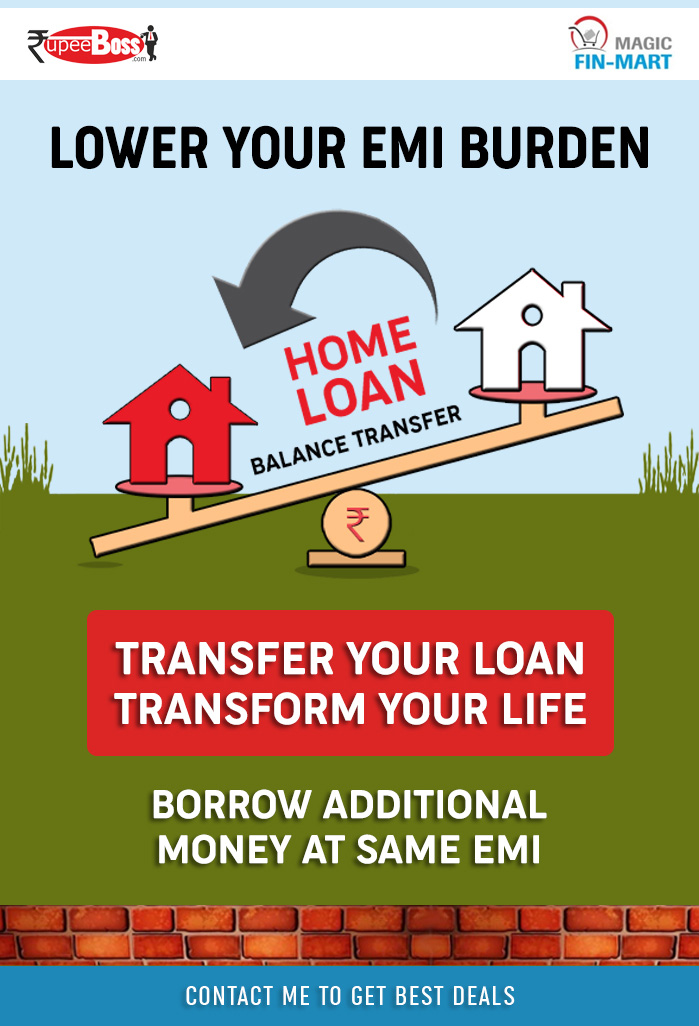 ₹upeeBoss
.com
MAGIC
FIN-MART
LOWER YOUR EMI BURDEN
HOME
LOAN
BALANCE TRANSFER
₹
TRANSFER YOUR LOAN
TRANSFORM YOUR LIFE
BORROW ADDITIONAL
MONEY AT SAME EMI
CONTACT ME TO GET BEST DEALS